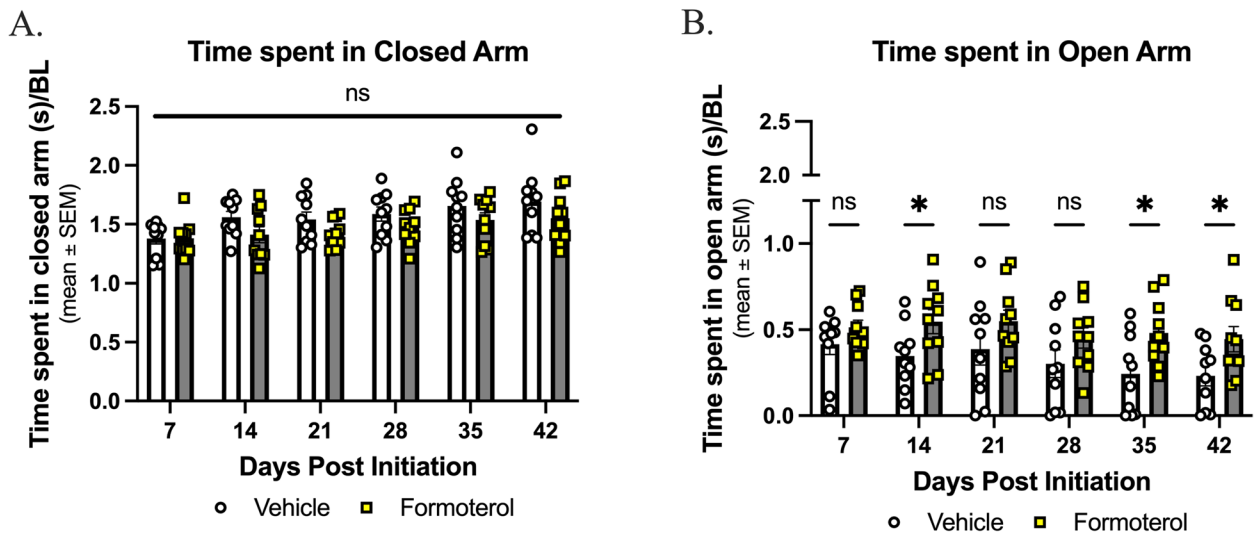 A.
Time spent in Closed Arm
Time spent in closed arm (s)/BL
(mean ± SEM)
2.5
2.0
1.5
1.0
0.5
0.0
ns
7 14 21 28 35 42
Days Post Initiation
Vehicle Formoterol
B.
Time spent in Open Arm
Time spent in open arm (s)/BL
(mean ± SEM)
2.5
2.0
1.0
0.5
0.0
ns * ns ns * *
7 14 21 28 35 42
Days Post Initiation
Vehicle Formoterol